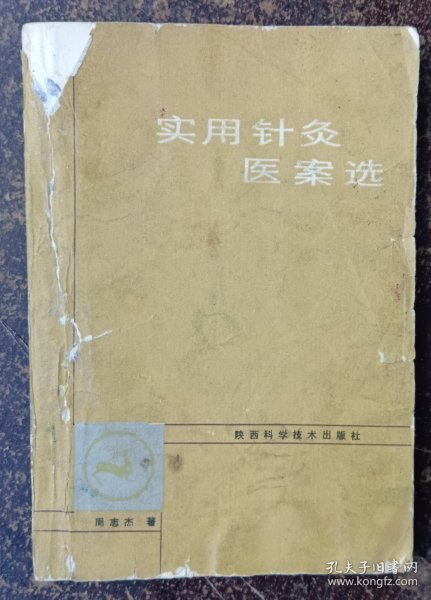 实用针灸
医案选
陕西科学技术出版社
周志杰 著
孔夫子旧书网
www.kongfz.com